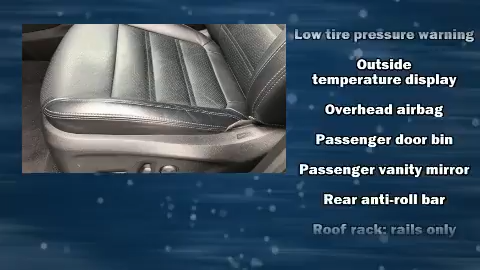 Low tire pressure warning
Outside
temperature display
Overhead airbag
Passenger door bin
Passenger vanity mirror
Rear anti-roll bar
Roof rack: rails only